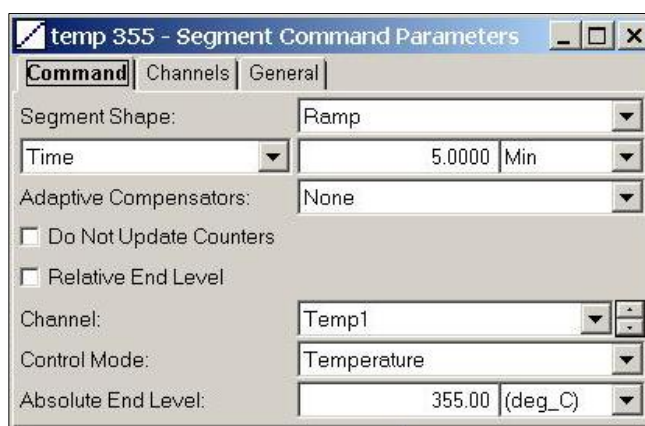 temp 355 - Segment Command Parameters
Command Channels General
Segment Shape: Ramp
Time 5.0000 Min
Adaptive Compensators: None
Do Not Update Counters
Relative End Level
Channel: Temp1
Control Mode: Temperature
Absolute End Level: 355.00 (deg_C)